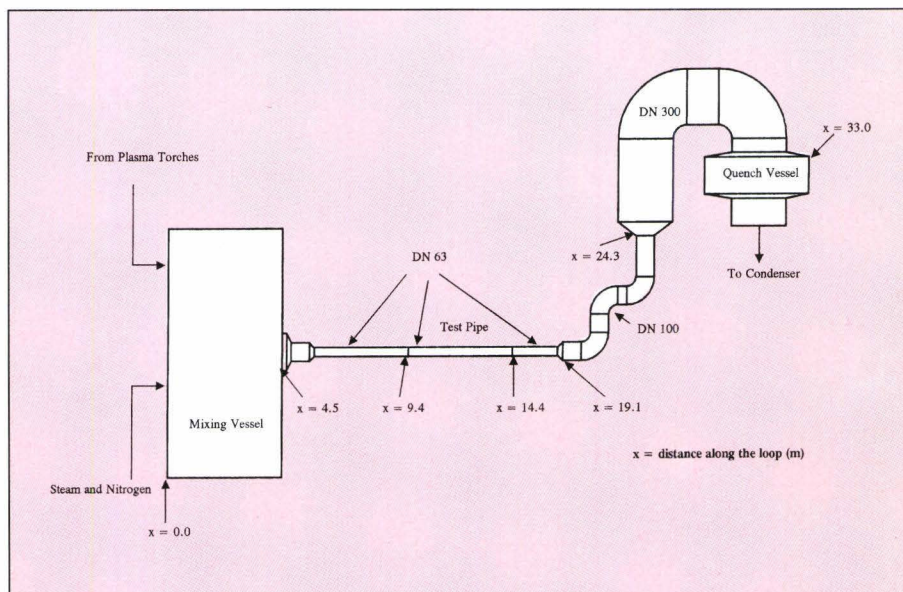 DN 300
x = 33.0
From Plasma Torches
Quench Vessel
x = 24.3
DN 63
To Condenser
Test Pipe
DN 100
x = 4.5
x = 9.4
x = 14.4
x = 19.1
Mixing Vessel
x = distance along the loop (m)
Steam and Nitrogen
x = 0.0